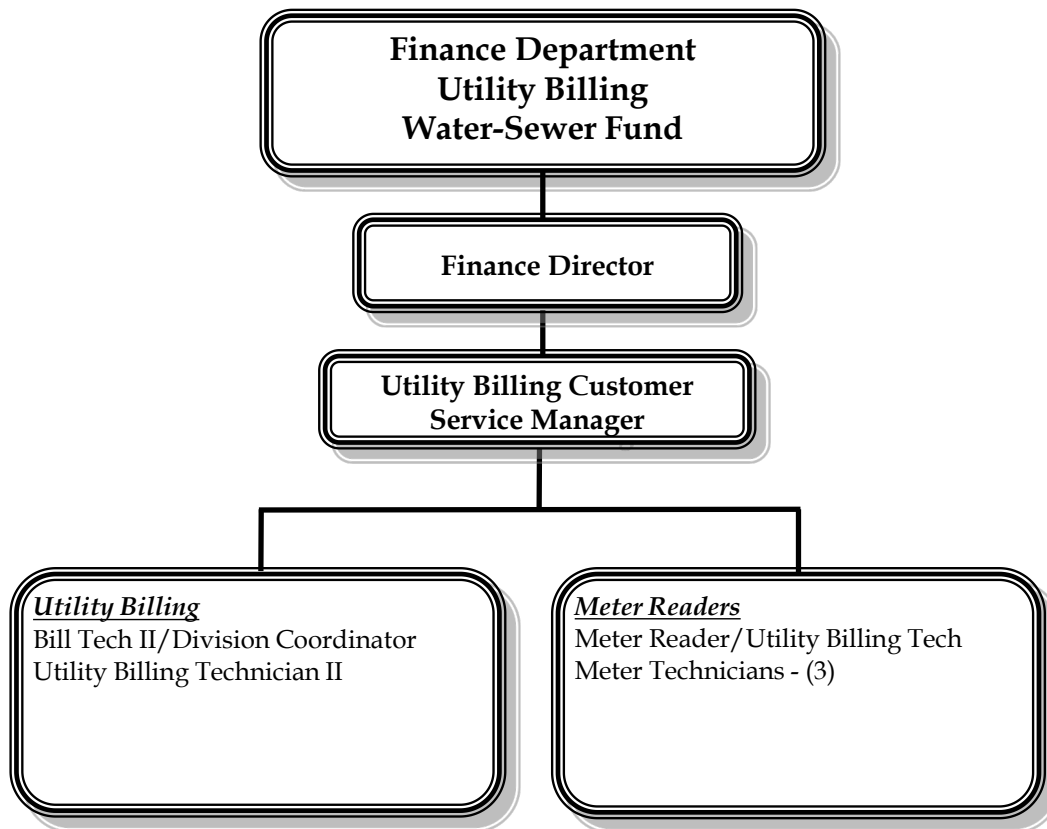 Finance Department
Utility Billing
Water-Sewer Fund
Finance Director
Utility Billing Customer
Service Manager
Utility Billing
Bill Tech II/Division Coordinator
Utility Billing Technician II
Meter Readers
Meter Reader/Utility Billing Tech
Meter Technicians - (3)